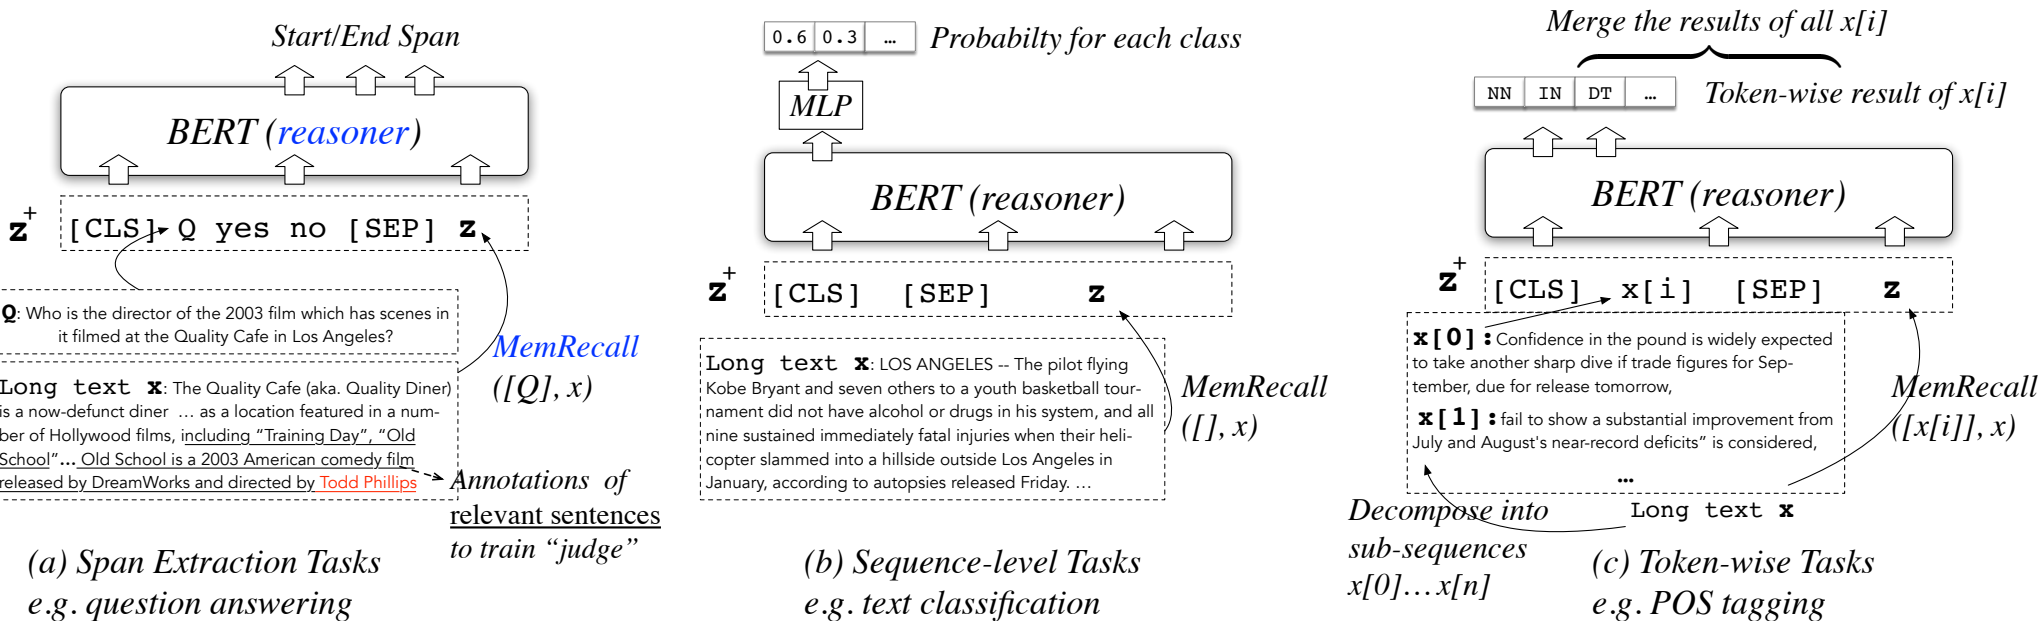 Start/End Span
BERT (reasoner)
z+
[CLS] Q yes no [SEP] z
Q: Who is the director of the 2003 film which has scenes in
it filmed at the Quality Cafe in Los Angeles?
Long text x: The Quality Cafe (aka. Quality Diner)
is a now-defunct diner … as a location featured in a num-
ber of Hollywood films, including “Training Day”, “Old
School”… Old School is a 2003 American comedy film
released by DreamWorks and directed by Todd Phillips
MemRecall
([Q], x)
Annotations of
relevant sentences
to train “judge”
(a) Span Extraction Tasks
e.g. question answering
0.6 0.3 …
Probabilty for each class
MLP
BERT (reasoner)
z+
[CLS] [SEP] z
Long text x: LOS ANGELES -- The pilot flying
Kobe Bryant and seven others to a youth basketball tour-
nament did not have alcohol or drugs in his system, and all
nine sustained immediately fatal injuries when their heli-
copter slammed into a hillside outside Los Angeles in
January, according to autopsies released Friday. …
MemRecall
([], x)
(b) Sequence-level Tasks
e.g. text classification
Merge the results of all x[i]
NN IN DT …
Token-wise result of x[i]
BERT (reasoner)
z+
[CLS] x[i] [SEP] z
x[0]: Confidence in the pound is widely expected
to take another sharp dive if trade figures for Sep-
tember, due for release tomorrow,
x[1]: fail to show a substantial improvement from
July and August's near-record deficits” is considered,
…
MemRecall
([x[i]], x)
Long text x
Decompose into
sub-sequences
x[0]…x[n]
(c) Token-wise Tasks
e.g. POS tagging